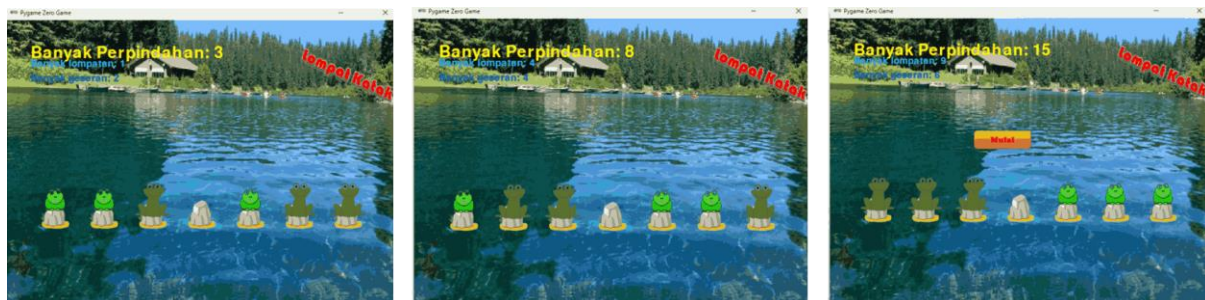 Pygame Zero Game
Banyak Perpindahan: 3
Banyak lompatan: 1
Banyak geseran: 2
Lompat Katak
Pygame Zero Game
Banyak Perpindahan: 8
Banyak lompatan: 4
Banyak geseran: 4
Lompat Katak
Pygame Zero Game
Banyak Perpindahan: 15
Banyak lompatan: 9
Banyak geseran: 6
Lompat Katak
Mulai